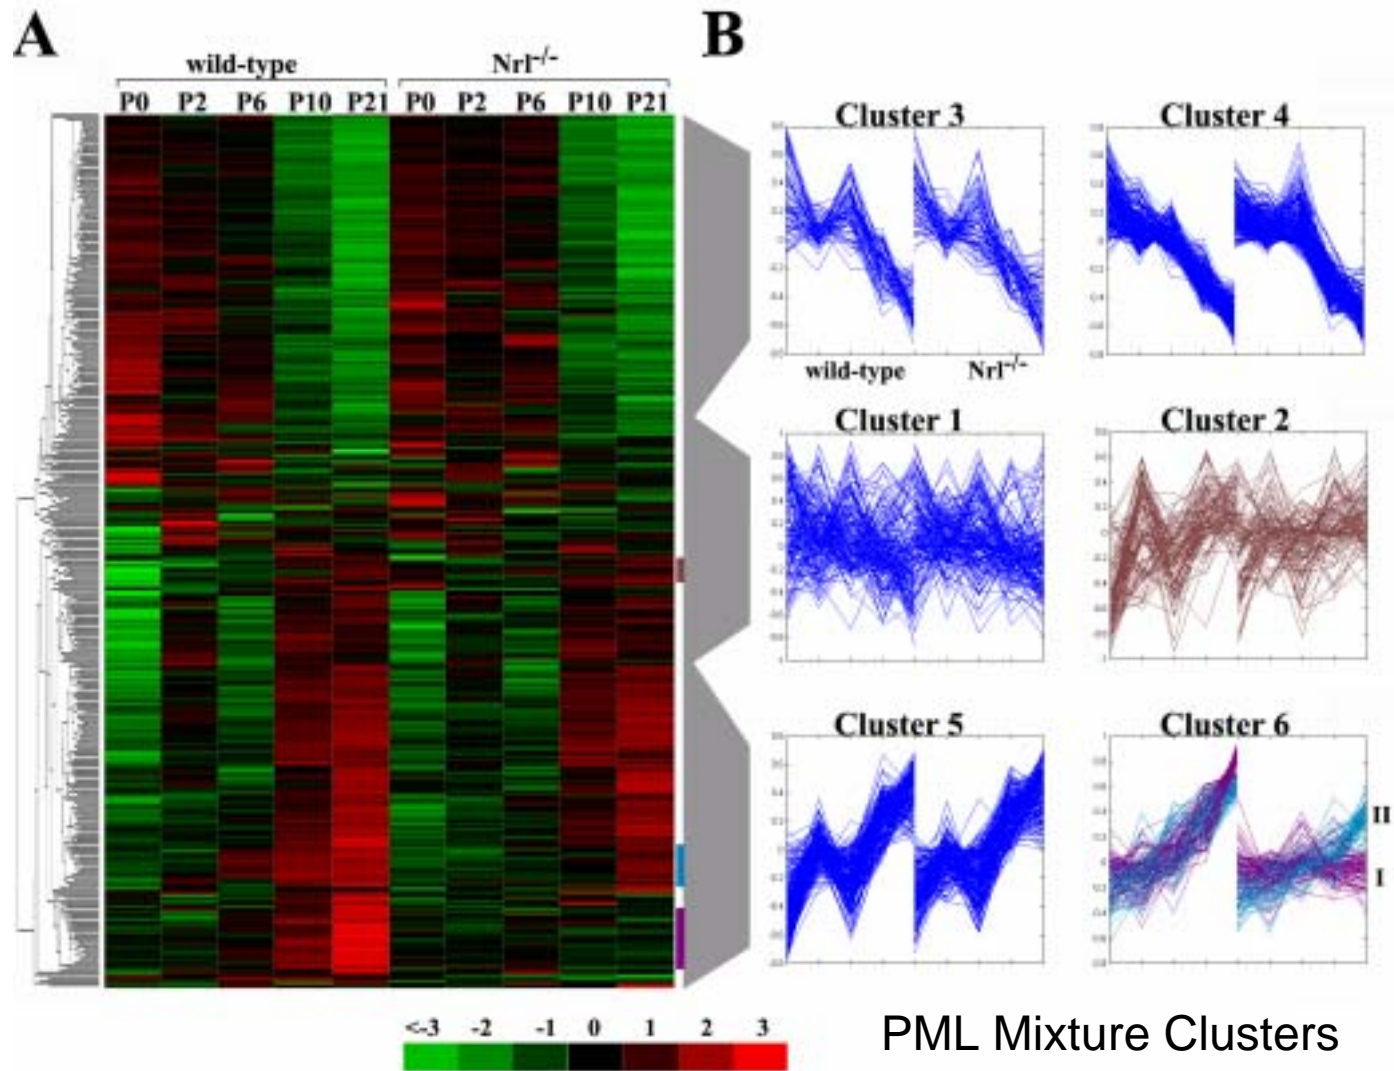 A
B
wild-type
Nrl-/-
P0 P2 P6 P10 P21 P0 P2 P6 P10 P21
Cluster 3
Cluster 4
wild-type
Nrl-/-
Cluster 1
Cluster 2
Cluster 5
Cluster 6
II
I
<-3 -2 -1 0 1 2 3
PML Mixture Clusters